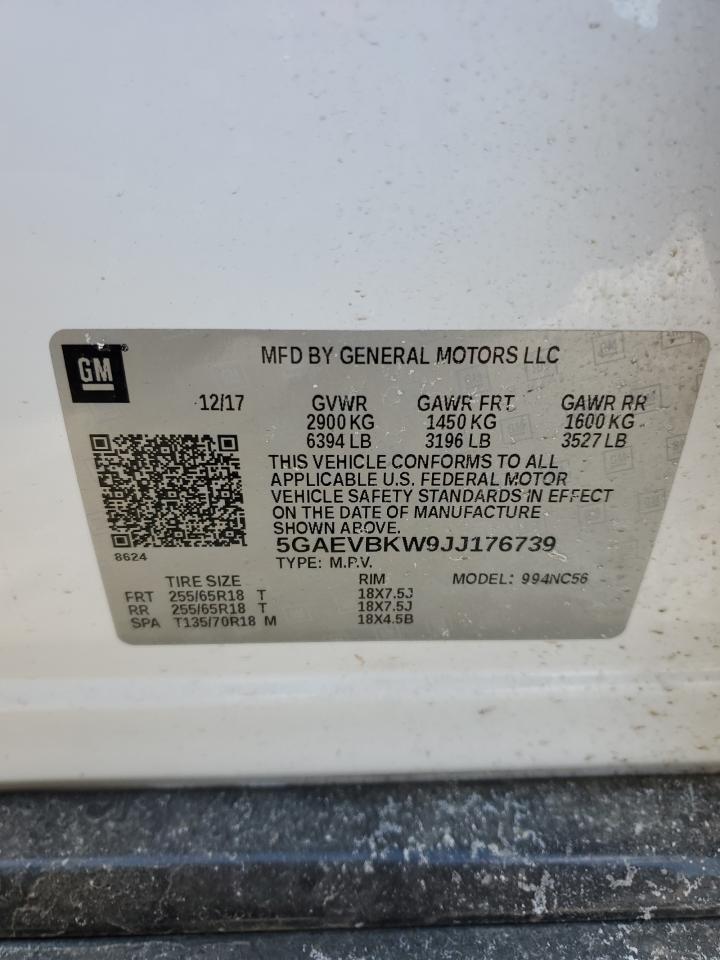 GM
MFD BY GENERAL MOTORS LLC
12/17 GVWR GAWR FRT GAWR RR
2900 KG 1450 KG 1600 KG
6394 LB 3196 LB 3527 LB
THIS VEHICLE CONFORMS TO ALL
APPLICABLE U.S. FEDERAL MOTOR
VEHICLE SAFETY STANDARDS IN EFFECT
ON THE DATE OF MANUFACTURE
SHOWN ABOVE.
8624
5GAEVBKW9JJ176739
TYPE: M.P.V.
TIRE SIZE RIM MODEL: 994NC56
FRT 255/65R18 T 18X7.5J
RR 255/65R18 T 18X7.5J
SPA T135/70R18 M 18X4.5B